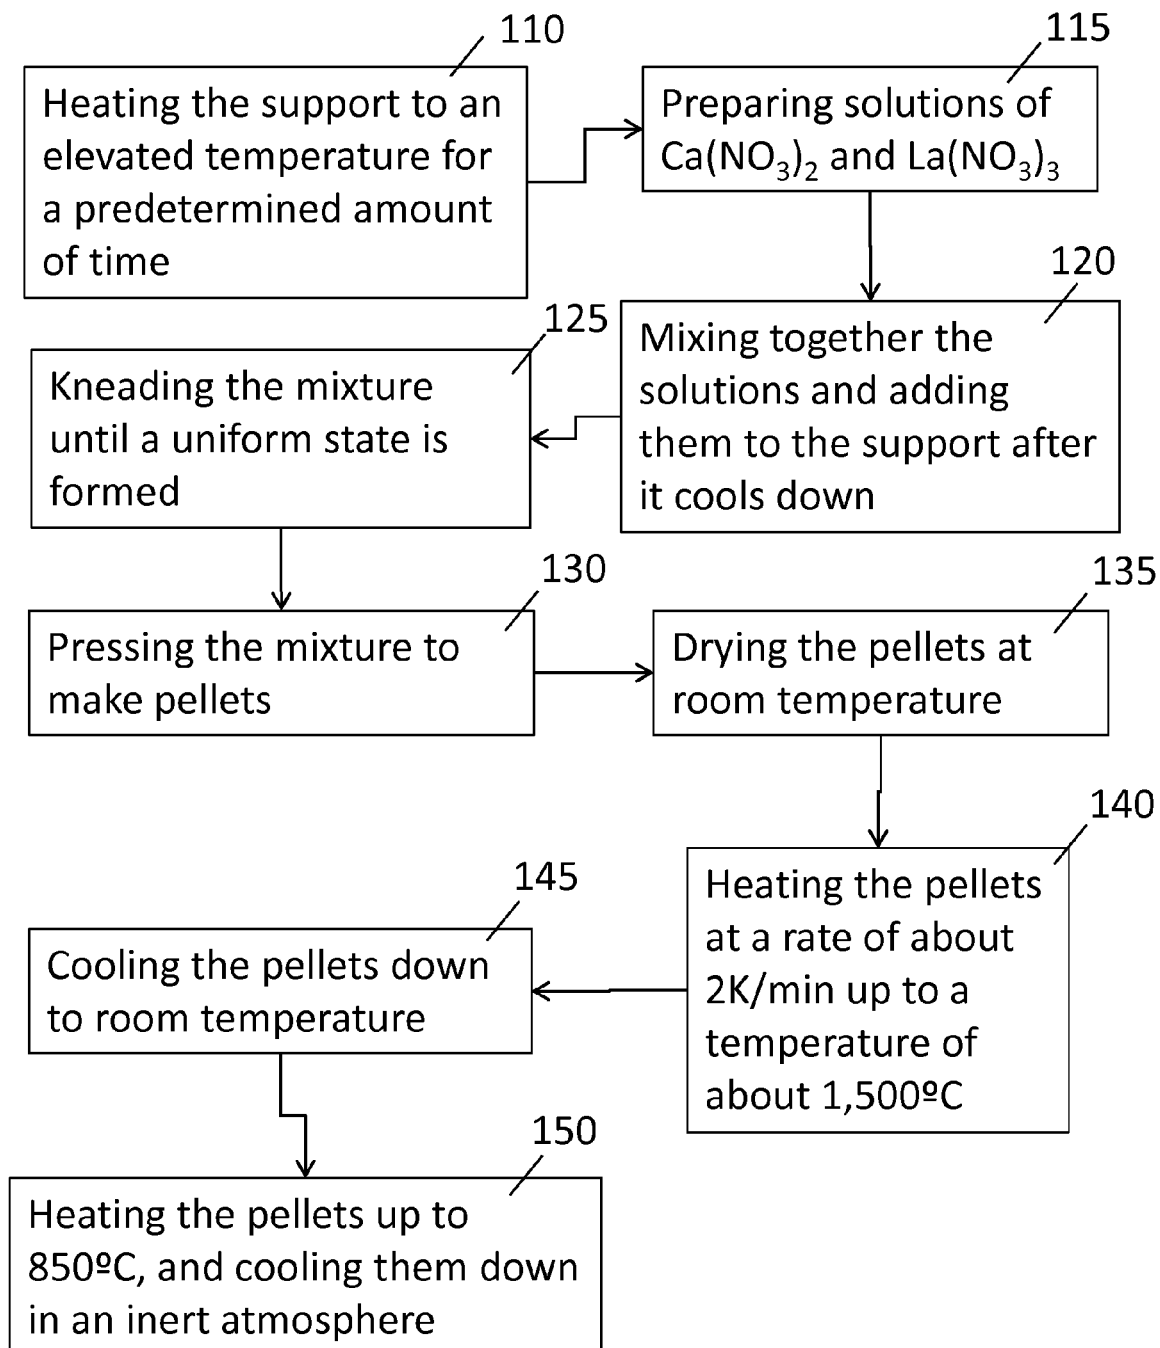 110
Heating the support to an
elevated temperature for
a predetermined amount
of time
115
Preparing solutions of
Ca(NO₃)₂ and La(NO₃)₃
120
Mixing together the
solutions and adding
them to the support after
it cools down
125
Kneading the mixture
until a uniform state is
formed
130
Pressing the mixture to
make pellets
135
Drying the pellets at
room temperature
140
Heating the pellets
at a rate of about
2K/min up to a
temperature of
about 1,500ºC
145
Cooling the pellets down
to room temperature
150
Heating the pellets up to
850ºC, and cooling them down
in an inert atmosphere